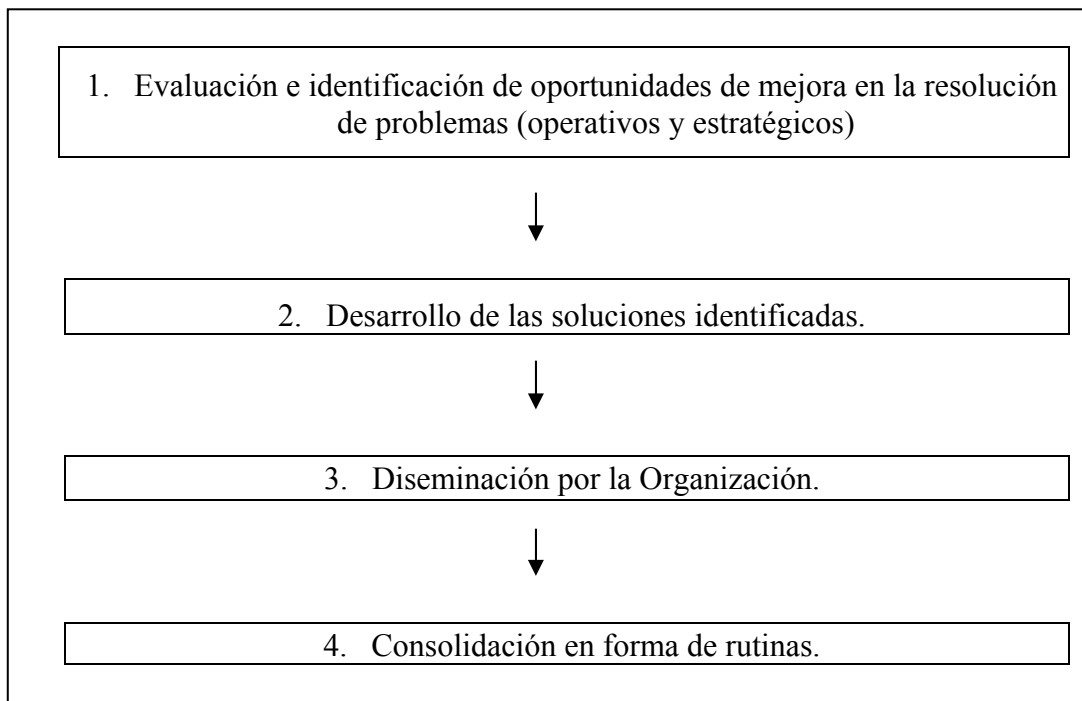 1. Evaluación e identificación de oportunidades de mejora en la resolución
de problemas (operativos y estratégicos)
2. Desarrollo de las soluciones identificadas.
3. Diseminación por la Organización.
4. Consolidación en forma de rutinas.